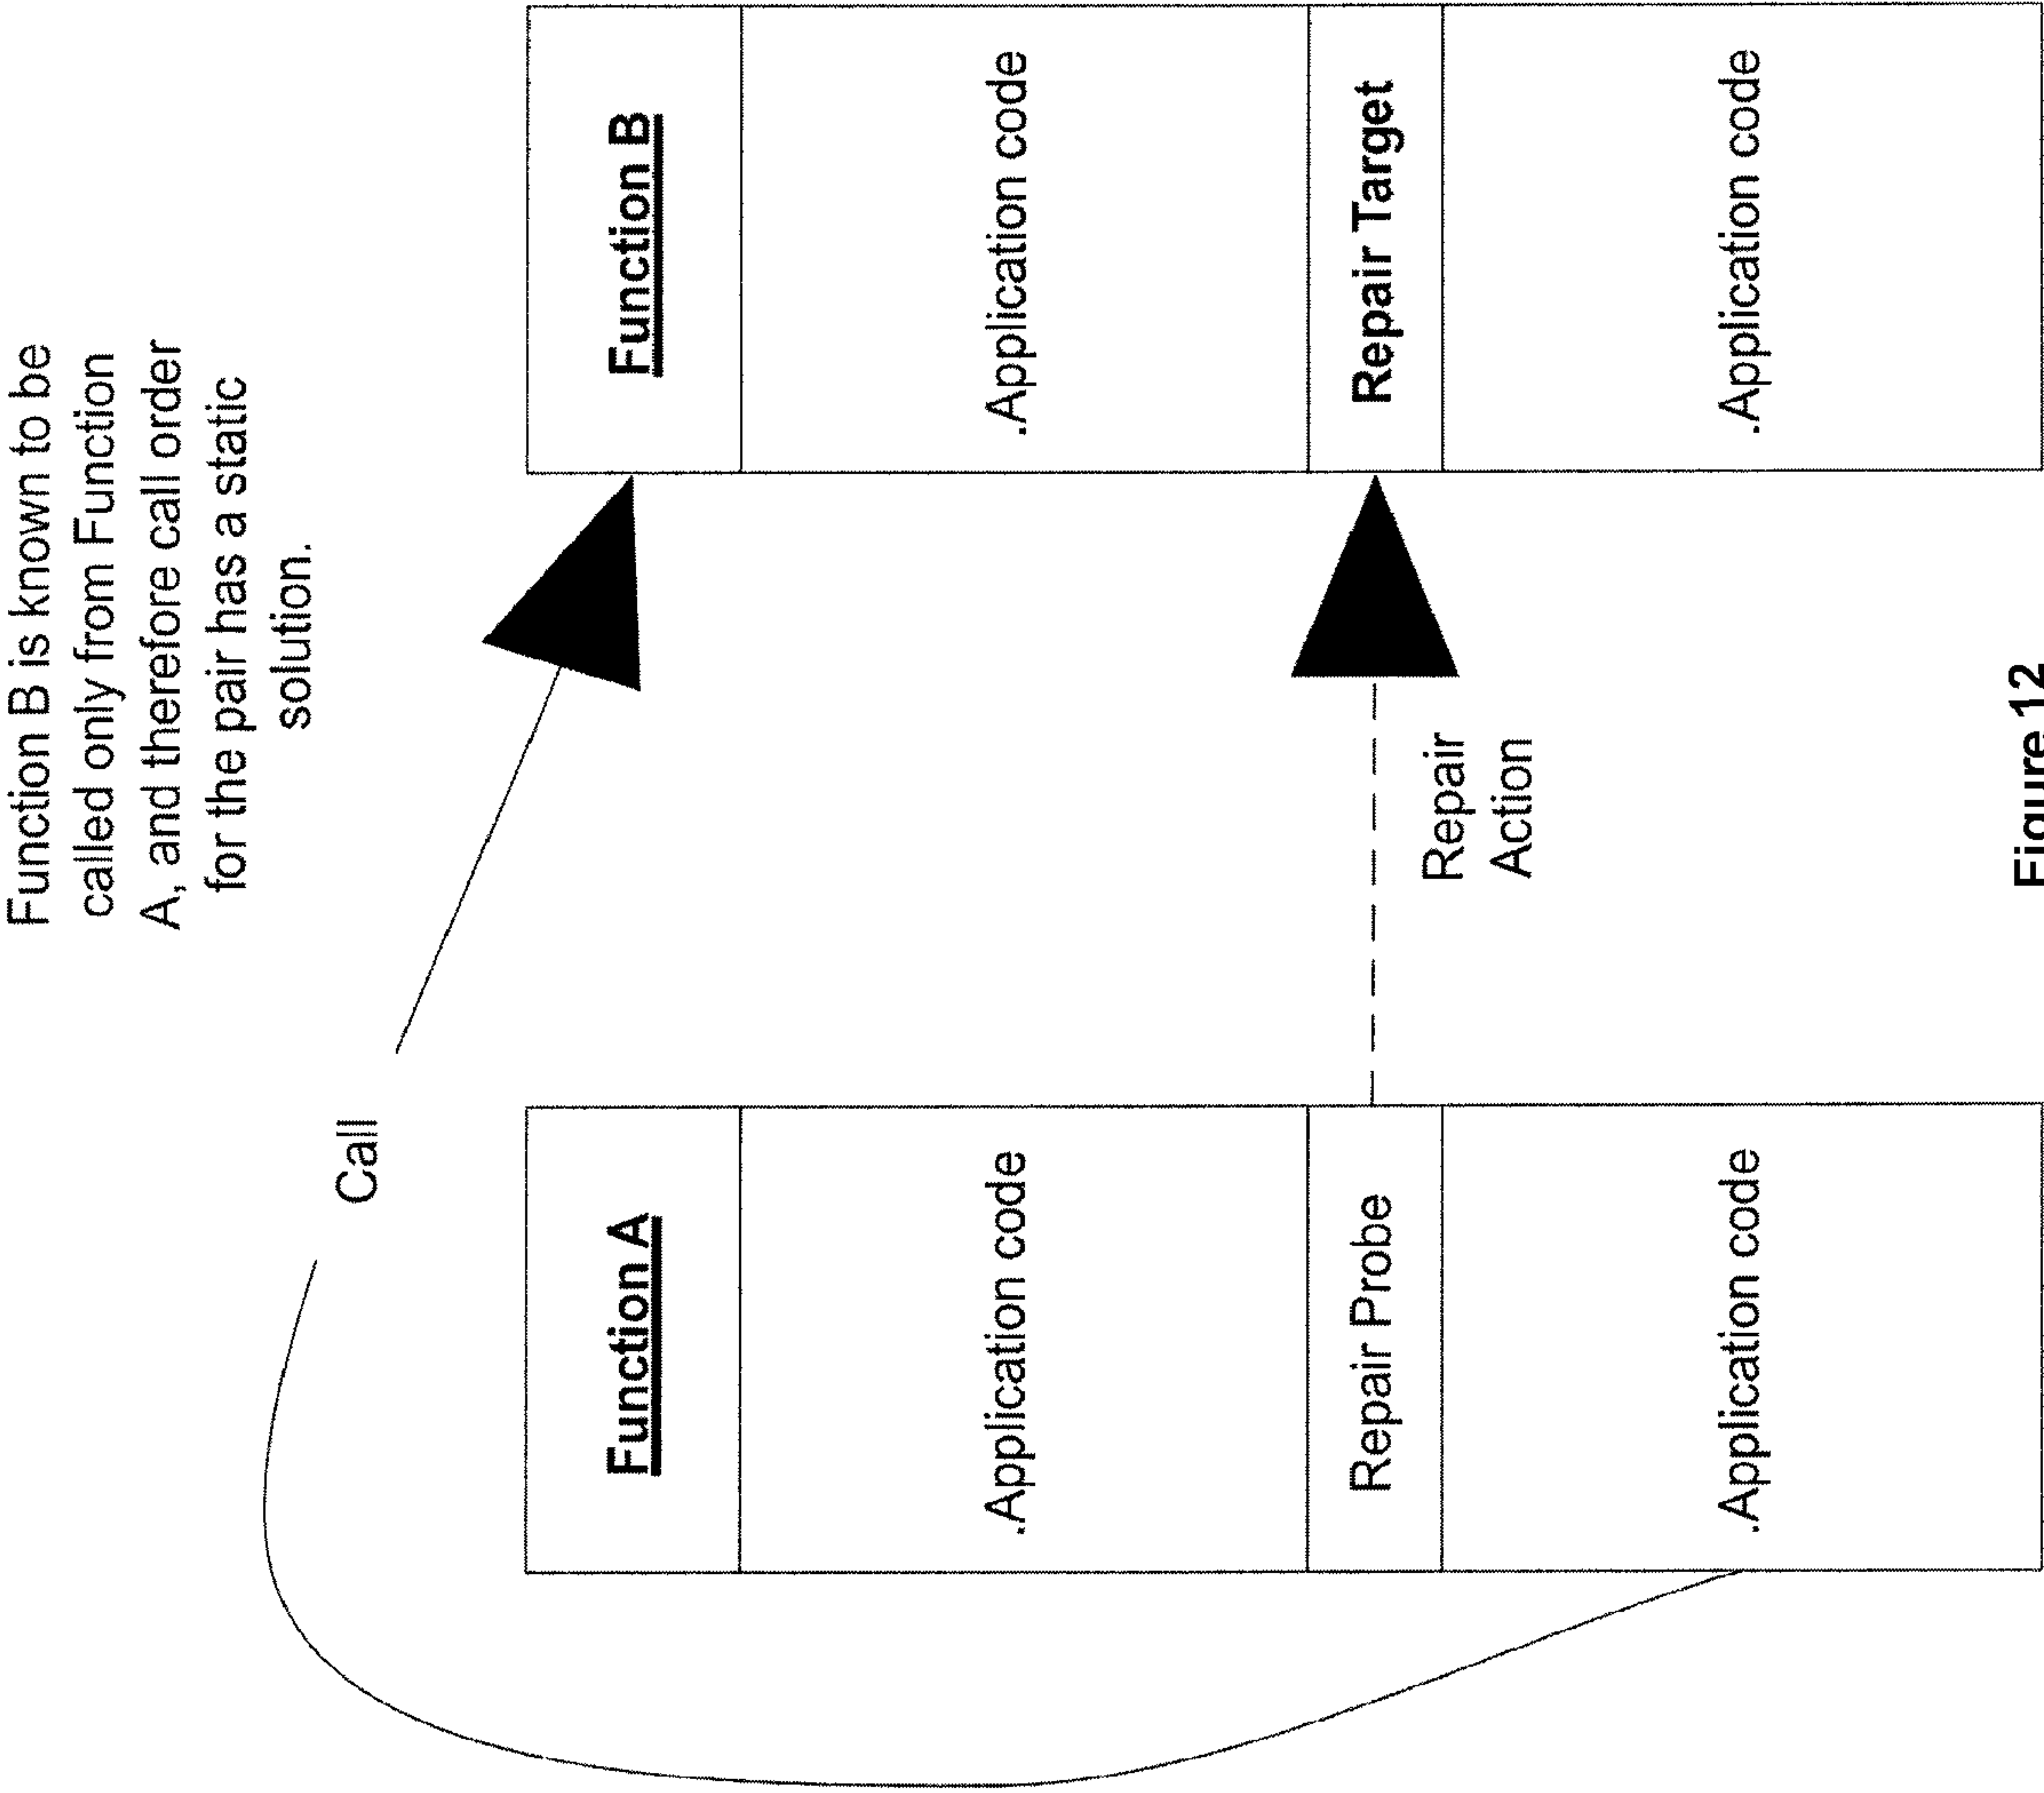 Function B is known to be
called only from Function
A, and therefore call order
for the pair has a static
solution.
Call
Function A
.Application code
Repair Probe
.Application code
Repair
Action
Function B
.Application code
Repair Target
.Application code
Figure 12